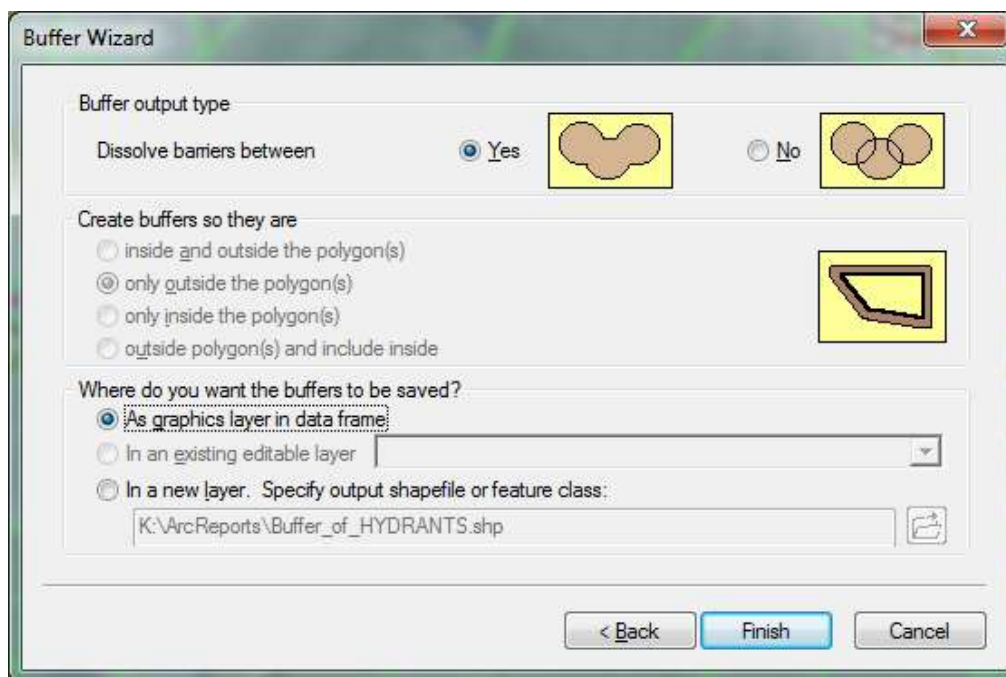 Buffer Wizard
Buffer output type
Dissolve barriers between
Yes
No
Create buffers so they are
inside and outside the polygon(s)
only outside the polygon(s)
only inside the polygon(s)
outside polygon(s) and include inside
Where do you want the buffers to be saved?
As graphics layer in data frame
In an existing editable layer
In a new layer. Specify output shapefile or feature class:
K:\ArcReports\Buffer_of_HYDRANTS.shp
< Back
Finish
Cancel